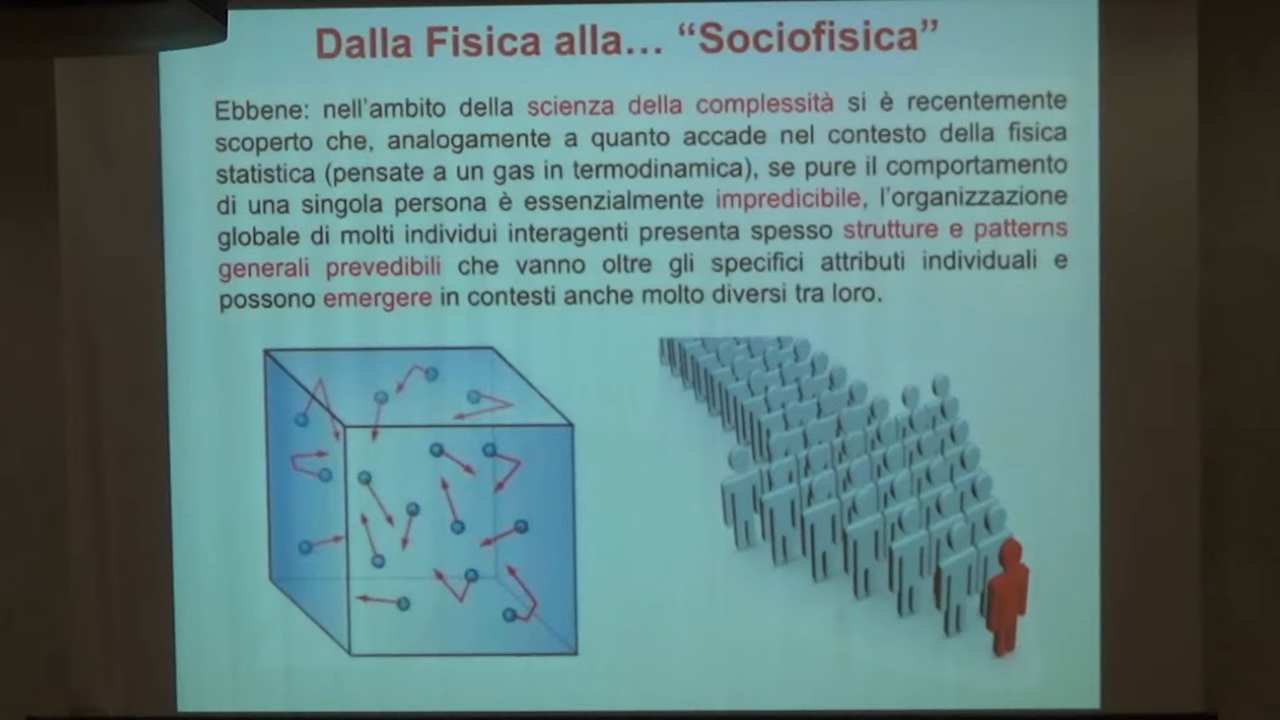 Dalla Fisica alla... “Sociofisica”
Ebbene: nell'ambito della scienza della complessità si è recentemente
scoperto che, analogamente a quanto accade nel contesto della fisica
statistica (pensate a un gas in termodinamica), se pure il comportamento
di una singola persona è essenzialmente impredicibile, l'organizzazione
globale di molti individui interagenti presenta spesso strutture e patterns
generali prevedibili che vanno oltre gli specifici attributi individuali e
possono emergere in contesti anche molto diversi tra loro.